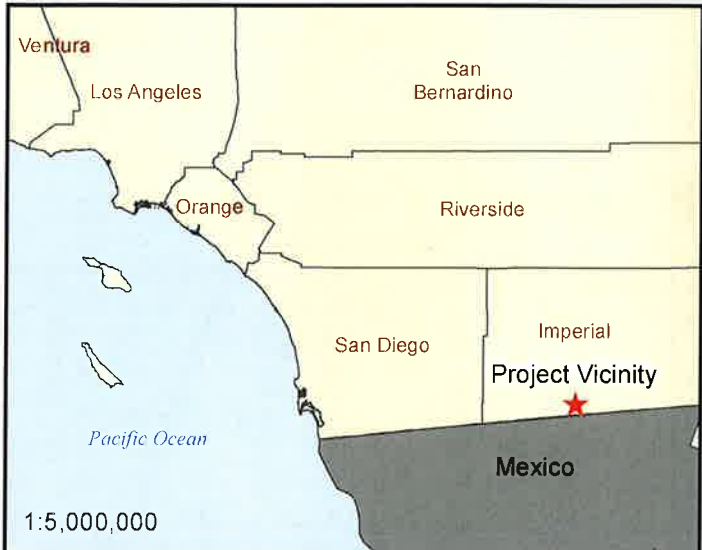 Ventura
Los Angeles
San
Bernardino
Orange
Riverside
San Diego
Imperial
Project Vicinity
Pacific Ocean
Mexico
1:5,000,000